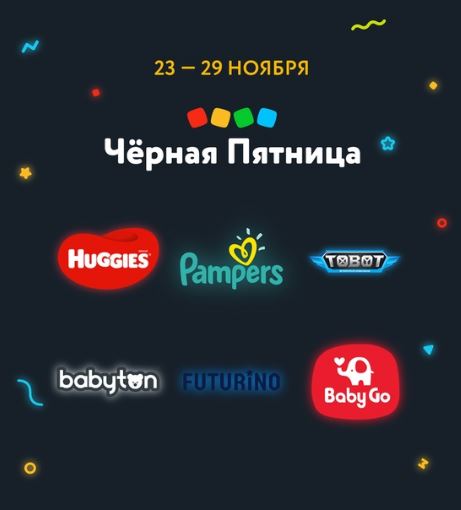 23 — 29 НОЯБРЯ
Чёрная Пятница
HUGGIES
Pampers
TOBOT
babyton
FUTURINO
Baby Go